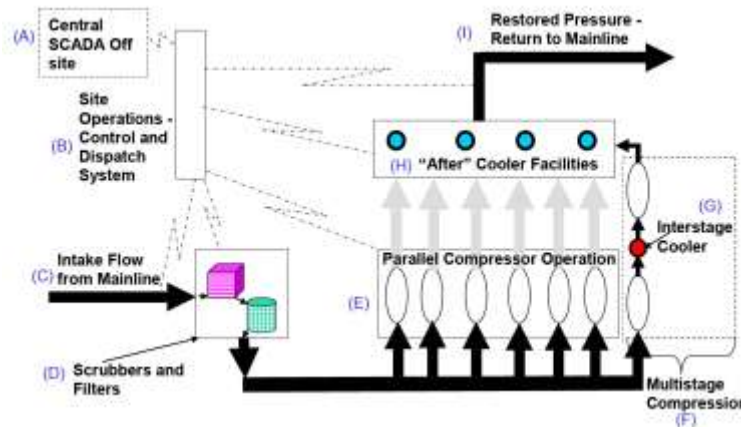 (A)
Central
SCADA Off
site
(I)
Restored Pressure -
Return to Mainline
(B)
Site
Operations -
Control and
Dispatch
System
(H) "After" Cooler Facilities
(G)
Interstage
Cooler
(C)
Intake Flow
from Mainline
Parallel Compressor Operation
(E)
(D)
Scrubbers and
Filters
Multistage
Compression
(F)